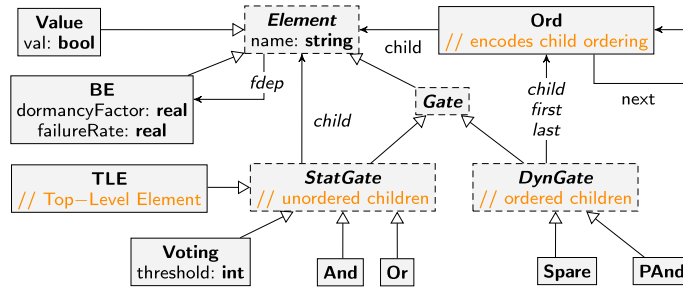 Value
val: bool
Element
name: string
Ord
// encodes child ordering
child
BE
dormancyFactor: real
failureRate: real
fdep
child
child
first
last
next
Gate
TLE
// Top−Level Element
StatGate
// unordered children
DynGate
// ordered children
Voting
threshold: int
And
Or
Spare
PAnd